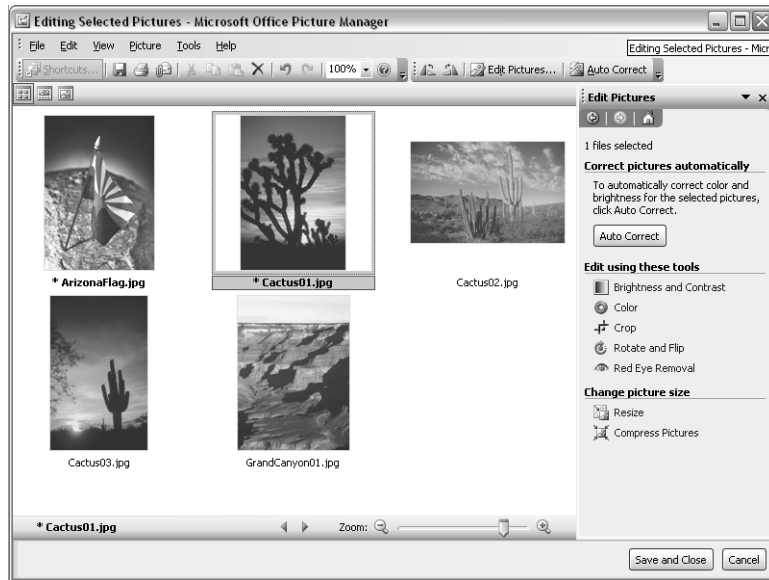 Editing Selected Pictures - Microsoft Office Picture Manager
File Edit View Picture Tools Help
Editing Selected Pictures - Micr
Shortcuts... 100% Edit Pictures... Auto Correct
Edit Pictures
1 files selected
Correct pictures automatically
To automatically correct color and
brightness for the selected pictures,
click Auto Correct.
Auto Correct
Edit using these tools
Brightness and Contrast
Color
Crop
Rotate and Flip
Red Eye Removal
Change picture size
Resize
Compress Pictures
* ArizonaFlag.jpg * Cactus01.jpg Cactus02.jpg
Cactus03.jpg GrandCanyon01.jpg
* Cactus01.jpg Zoom:
Save and Close Cancel